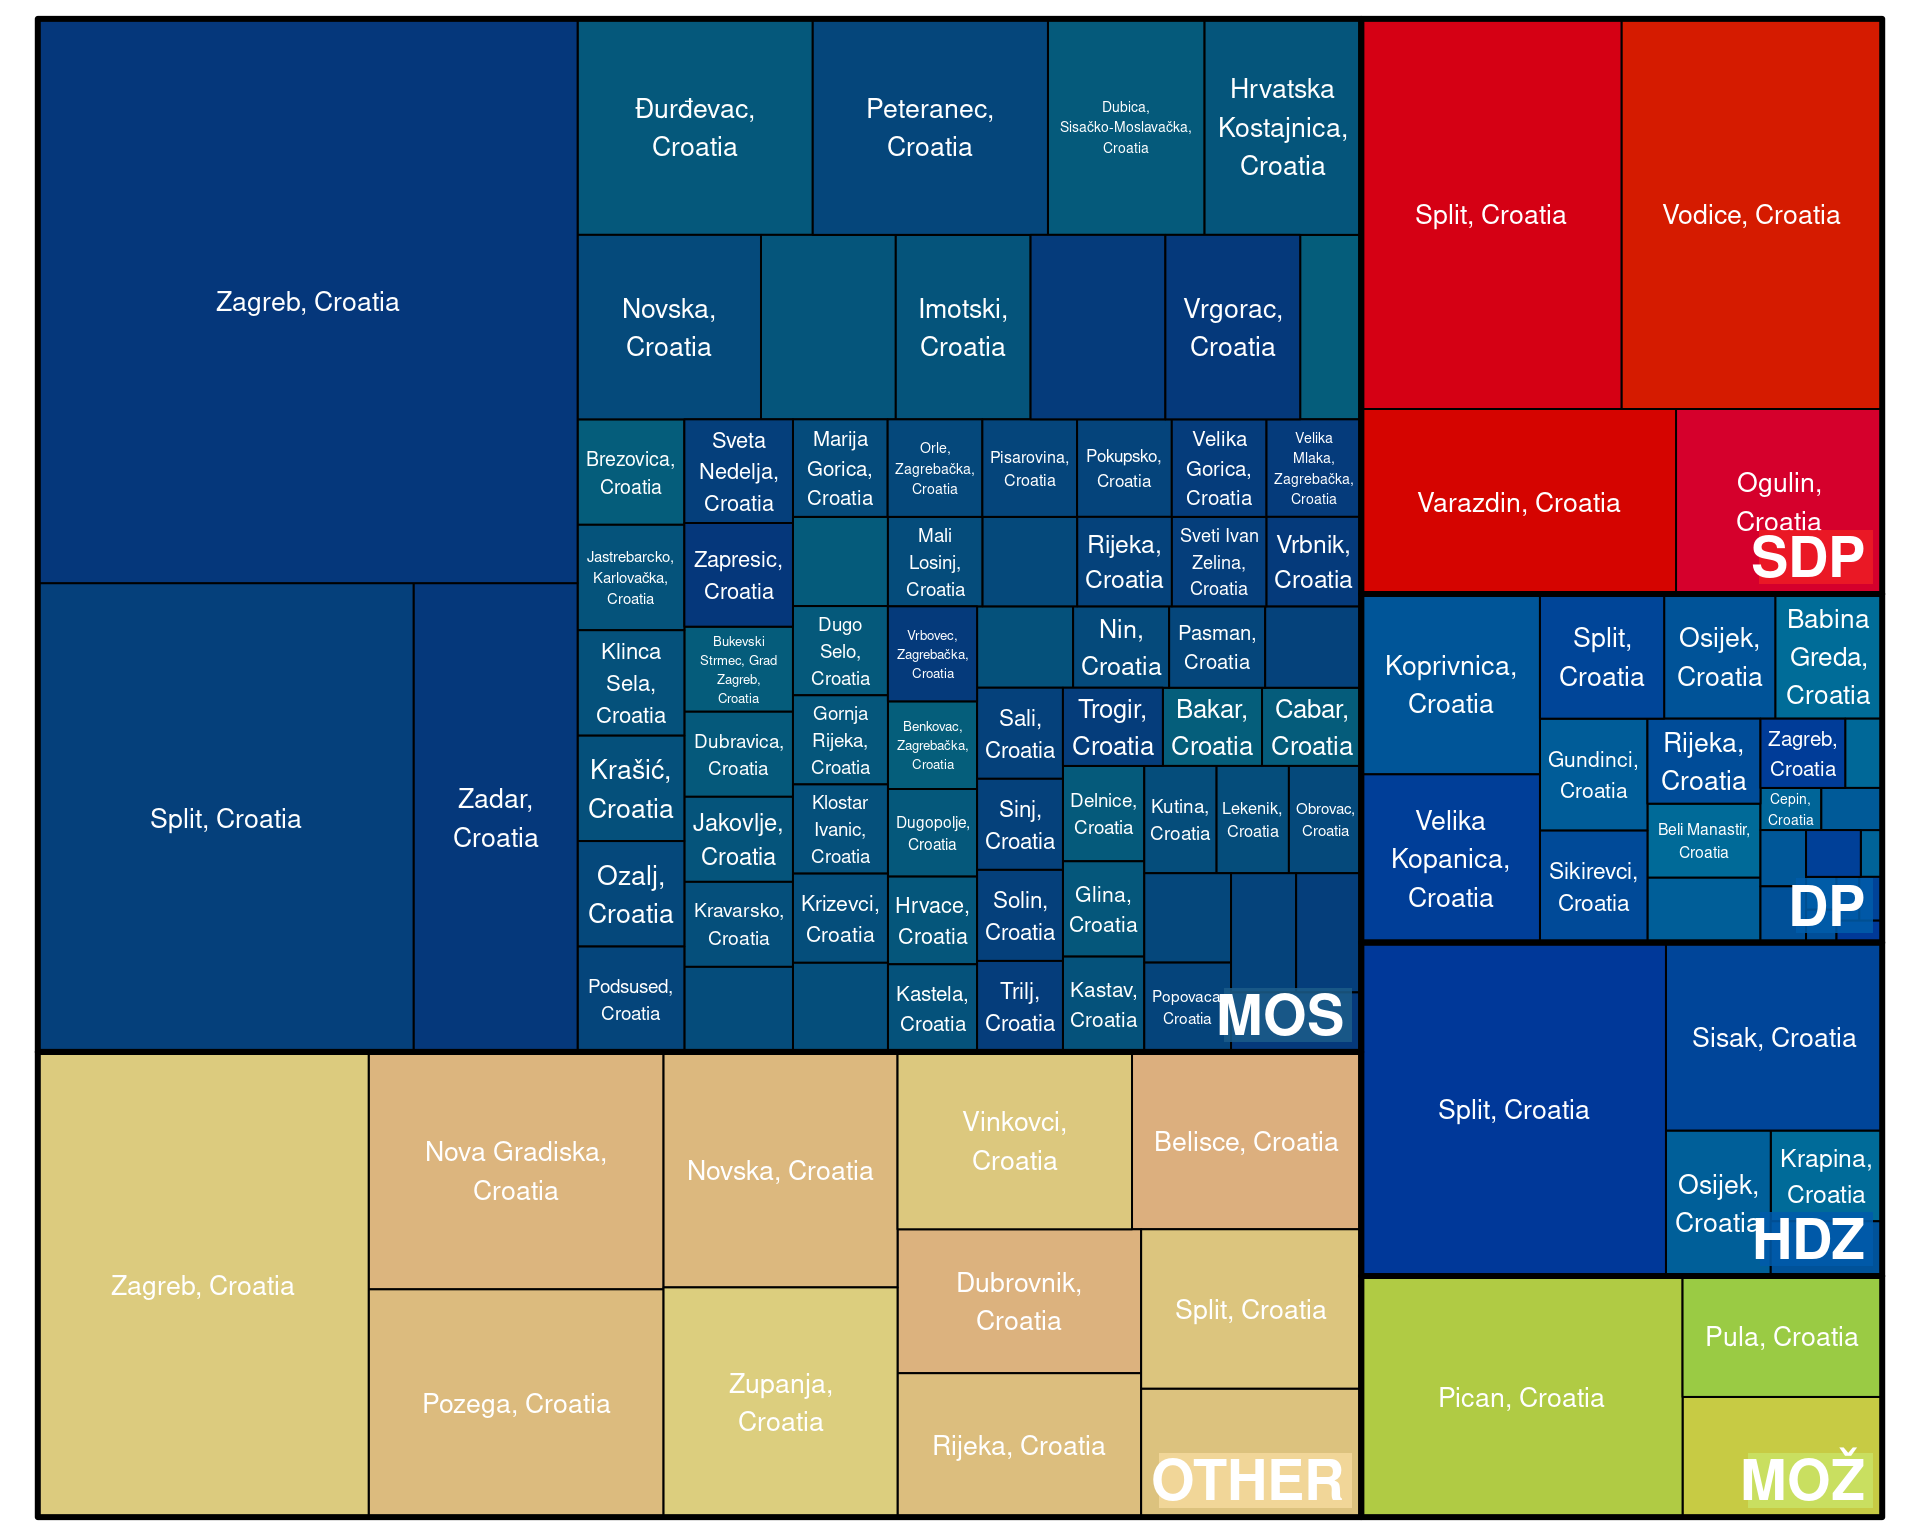 Zagreb, Croatia
Split, Croatia
Zadar,
Croatia
Đurđevac,
Croatia
Peteranec,
Croatia
Dubica,
Sisačko-Moslavačka,
Croatia
Hrvatska
Kostajnica,
Croatia
Novska,
Croatia
Imotski,
Croatia
Vrgorac,
Croatia
Brezovica,
Croatia
Jastrebarcko,
Karlovačka,
Croatia
Klinca
Sela,
Croatia
Krašić,
Croatia
Ozalj,
Croatia
Podsused,
Croatia
Sveta
Nedelja,
Croatia
Zapresic,
Croatia
Bukevski
Strmec, Grad
Zagreb,
Croatia
Dubravica,
Croatia
Jakovlje,
Croatia
Kravarsko,
Croatia
Marija
Gorica,
Croatia
Dugo
Selo,
Croatia
Gornja
Rijeka,
Croatia
Klostar
Ivanic,
Croatia
Krizevci,
Croatia
Orle,
Zagrebačka,
Croatia
Pisarovina,
Croatia
Pokupsko,
Croatia
Velika
Gorica,
Croatia
Velika
Mlaka,
Zagrebačka,
Croatia
Mali
Losinj,
Croatia
Rijeka,
Croatia
Sveti Ivan
Zelina,
Croatia
Vrbnik,
Croatia
Vrbovec,
Zagrebačka,
Croatia
Benkovac,
Zagrebačka,
Croatia
Dugopolje,
Croatia
Hrvace,
Croatia
Kastela,
Croatia
Nin,
Croatia
Pasman,
Croatia
Sali,
Croatia
Sinj,
Croatia
Solin,
Croatia
Trilj,
Croatia
Trogir,
Croatia
Bakar,
Croatia
Cabar,
Croatia
Delnice,
Croatia
Glina,
Croatia
Kastav,
Croatia
Kutina,
Croatia
Lekenik,
Croatia
Obrovac,
Croatia
Popovaca,
Croatia
MOS
Zagreb, Croatia
Nova Gradiska,
Croatia
Pozega, Croatia
Novska, Croatia
Zupanja,
Croatia
Vinkovci,
Croatia
Belisce, Croatia
Dubrovnik,
Croatia
Rijeka, Croatia
Split, Croatia
OTHER
Split, Croatia
Vodice, Croatia
Varazdin, Croatia
Ogulin,
Croatia
SDP
Koprivnica,
Croatia
Velika
Kopanica,
Croatia
Split,
Croatia
Osijek,
Croatia
Babina
Greda,
Croatia
Gundinci,
Croatia
Sikirevci,
Croatia
Rijeka,
Croatia
Beli Manastir,
Croatia
Zagreb,
Croatia
Cepin,
Croatia
DP
Split, Croatia
Sisak, Croatia
Osijek,
Croatia
Krapina,
Croatia
HDZ
Pican, Croatia
Pula, Croatia
MOŽ